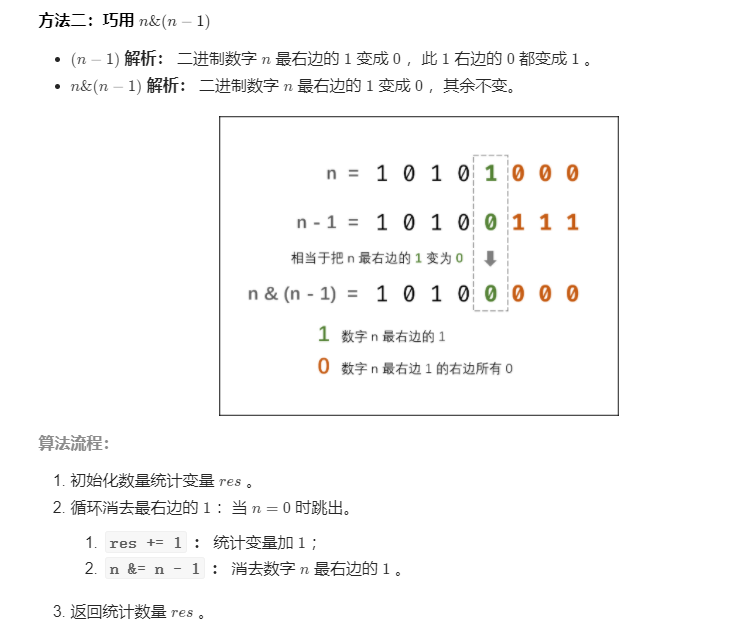 方法二：巧用 n&(n − 1)
• (n − 1) 解析： 二进制数字 n 最右边的 1 变成 0 ，此 1 右边的 0 都变成 1 。
• n&(n − 1) 解析： 二进制数字 n 最右边的 1 变成 0 ，其余不变。
n = 1 0 1 0 1 0 0 0
n - 1 = 1 0 1 0 0 1 1 1
相当于把 n 最右边的 1 变为 0
n & (n - 1) = 1 0 1 0 0 0 0 0
1 数字 n 最右边的 1
0 数字 n 最右边 1 的右边所有 0
算法流程：
1. 初始化数量统计变量 res 。
2. 循环消去最右边的 1 ：当 n = 0 时跳出。
1. res += 1 ： 统计变量加 1 ；
2. n &= n - 1 ： 消去数字 n 最右边的 1 。
3. 返回统计数量 res 。